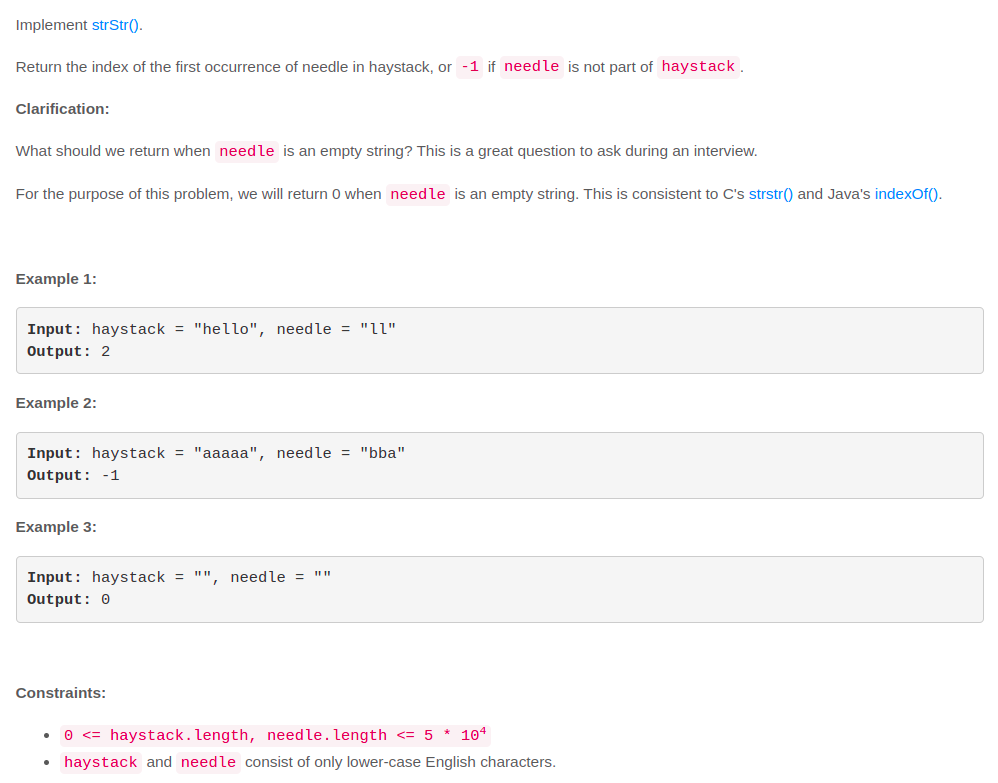 Implement strStr().
Return the index of the first occurrence of needle in haystack, or -1 if needle is not part of haystack.
Clarification:
What should we return when needle is an empty string? This is a great question to ask during an interview.
For the purpose of this problem, we will return 0 when needle is an empty string. This is consistent to C's strstr() and Java's indexOf().
Example 1:
Input: haystack = "hello", needle = "ll"
Output: 2
Example 2:
Input: haystack = "aaaaa", needle = "bba"
Output: -1
Example 3:
Input: haystack = "", needle = ""
Output: 0
Constraints:
• 0 <= haystack.length, needle.length <= 5 * 10⁴
• haystack and needle consist of only lower-case English characters.